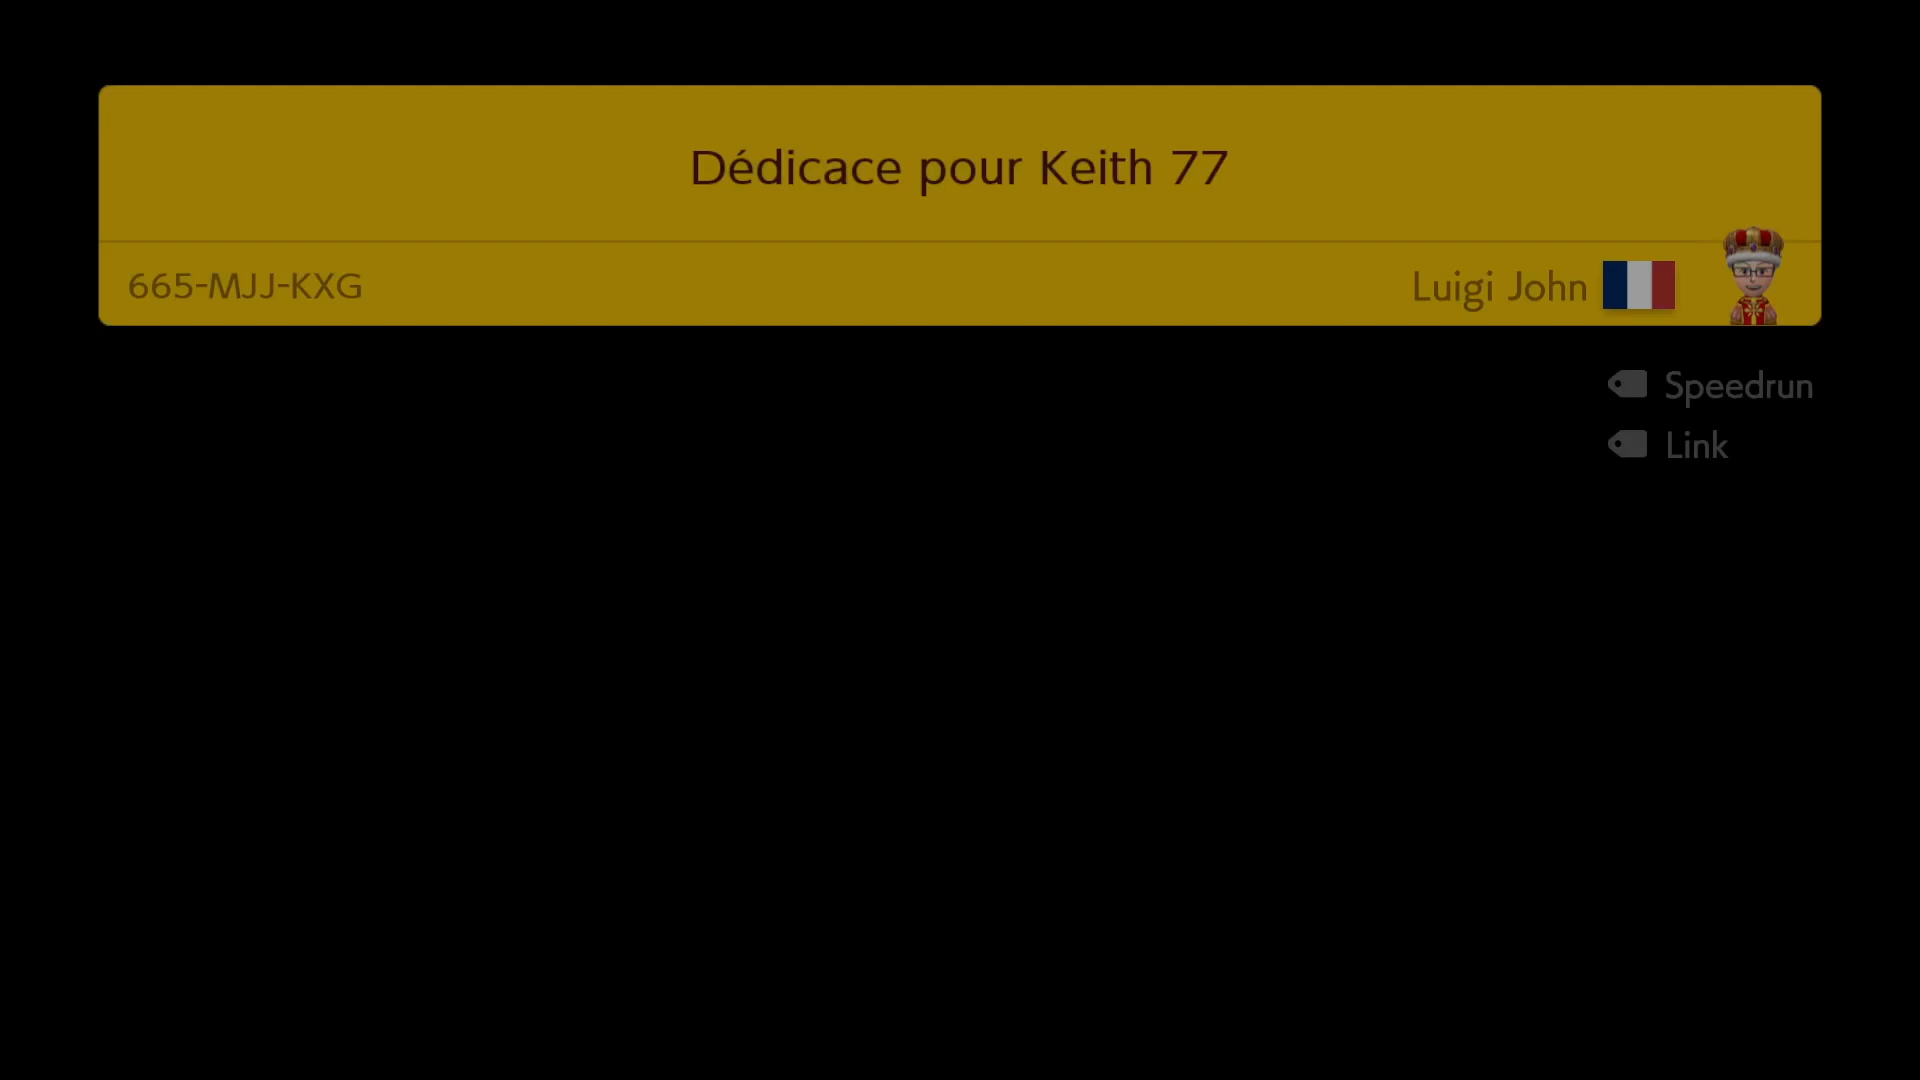 Dédicace pour Keith 77
665-MJJ-KXG
Luigi John
Speedrun
Link